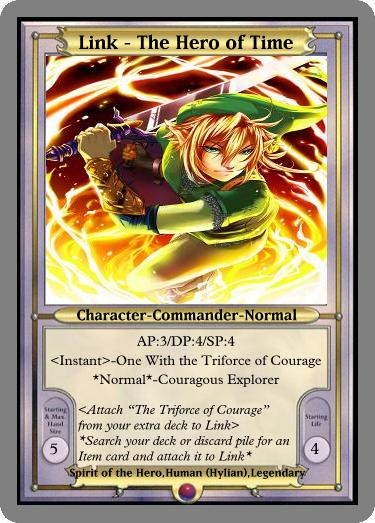 Link - The Hero of Time
Character-Commander-Normal
AP:3/DP:4/SP:4
<Instant>-One With the Triforce of Courage
*Normal*-Couragous Explorer
Starting
& Max.
Hand
Size
5
<Attach “The Triforce of Courage”
from your extra deck to Link>
*Search your deck or discard pile for an
Item card and attach it to Link*
Starting
Life
4
Spirit of the Hero,Human (Hylian),Legendary